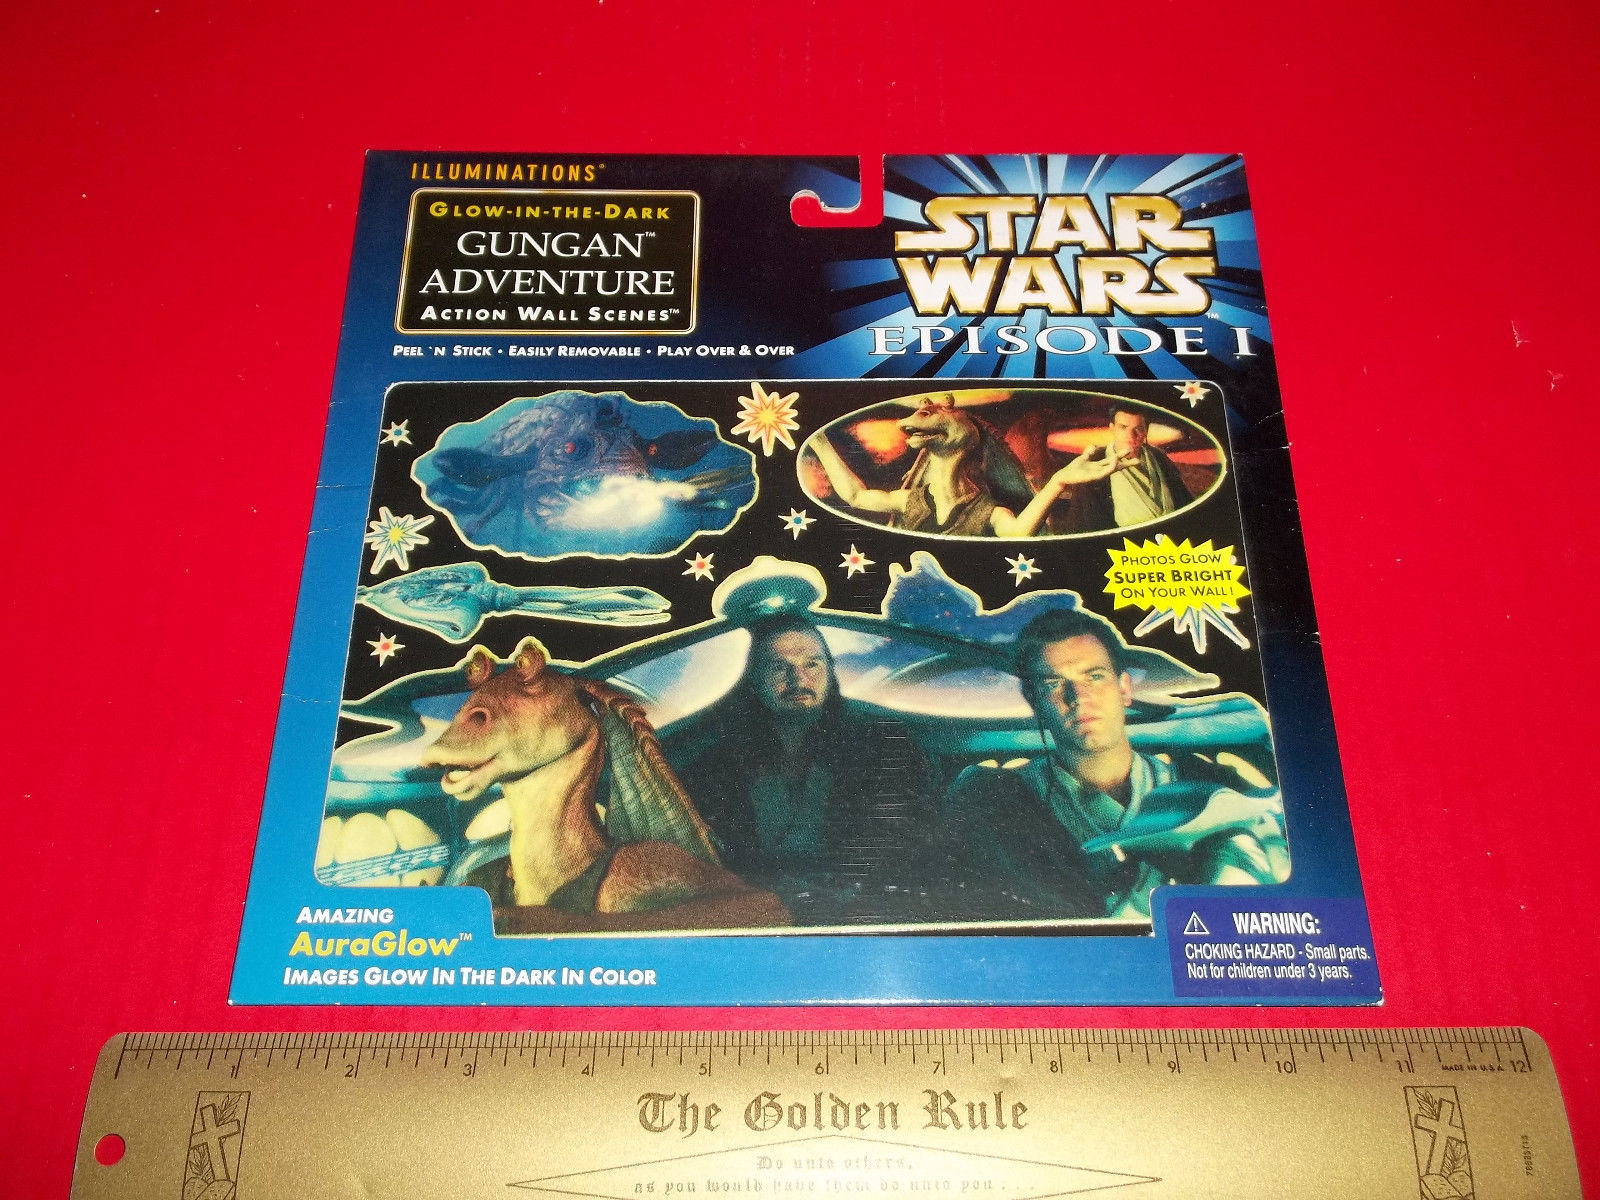 ILLUMINATIONS®
GLOW-IN-THE-DARK
GUNGAN™
ADVENTURE
ACTION WALL SCENES™
PEEL 'N STICK • EASILY REMOVABLE • PLAY OVER & OVER
STAR
WARS™
EPISODE I
PHOTOS GLOW
SUPER BRIGHT
ON YOUR WALL!
AMAZING
AuraGlow™
IMAGES GLOW IN THE DARK IN COLOR
WARNING:
CHOKING HAZARD - Small parts.
Not for children under 3 years.
1 2 3 4 5 6 7 8 9 10 11 MADE IN U.S.A. 12
The Golden Rule
Do unto others,
as you would have them do unto you . . .